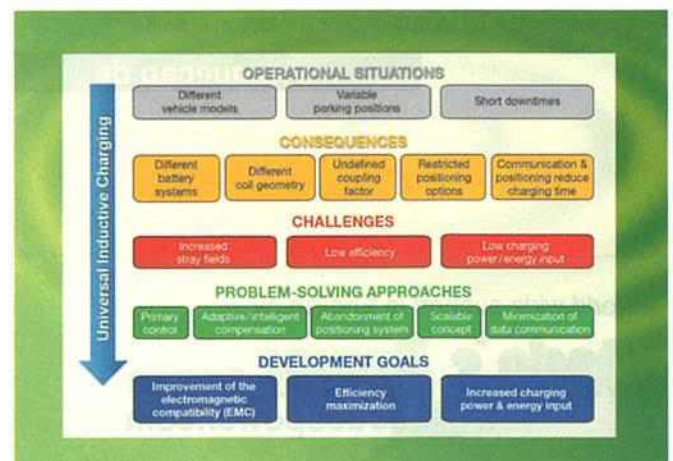 Universal Inductive Charging
OPERATIONAL SITUATIONS
Different
vehicle models
Variable
parking positions
Short downtimes
CONSEQUENCES
Different
battery
systems
Different
coil geometry
Undefined
coupling
factor
Restricted
positioning
options
Communication &
positioning reduce
charging time
CHALLENGES
Increased
stray fields
Low efficiency
Low charging
power/energy input
PROBLEM-SOLVING APPROACHES
Primary
control
Adaptive/intelligent
compensation
Abandonment of
positioning system
Scalable
concept
Minimization of
data communication
DEVELOPMENT GOALS
Improvement of the
electromagnetic
compatibility (EMC)
Efficiency
maximization
Increased charging
power & energy input